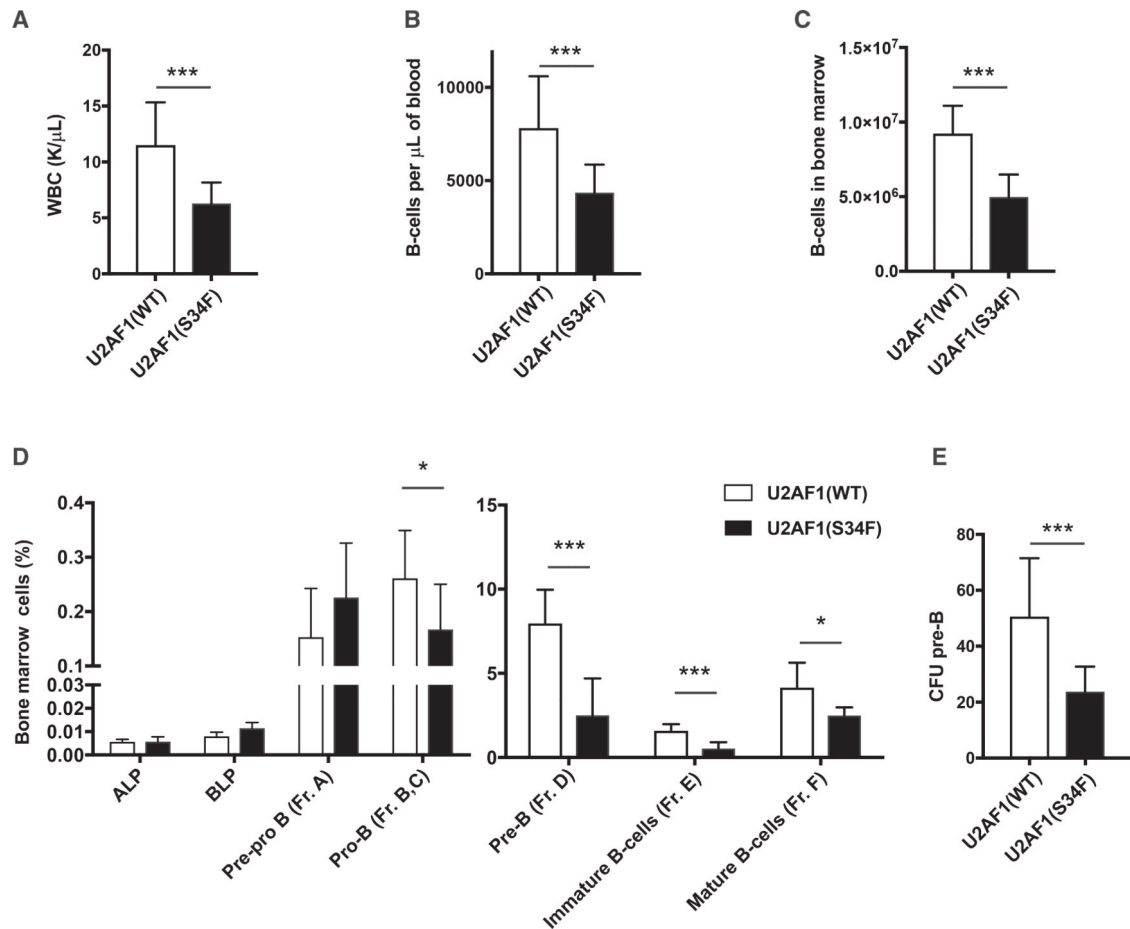 A
20
15
10
5
0
WBC (K/μL)
***
U2AF1(WT)
U2AF1(S34F)
B
10000
5000
0
B-cells per μL of blood
***
U2AF1(WT)
U2AF1(S34F)
C
1.5×10⁷
1.0×10⁷
5.0×10⁶
0.0
B-cells in bone marrow
***
U2AF1(WT)
U2AF1(S34F)
D
Bone marrow cells (%)
0.4
0.3
0.2
0.1
0.03
0.02
0.01
0.00
*
ALP
BLP
Pre-pro B (Fr. A)
Pro-B (Fr. B,C)
15
10
5
0
***
***
*
Pre-B (Fr. D)
Immature B-cells (Fr. E)
Mature B-cells (Fr. F)
U2AF1(WT)
U2AF1(S34F)
E
80
60
40
20
0
CFU pre-B
***
U2AF1(WT)
U2AF1(S34F)